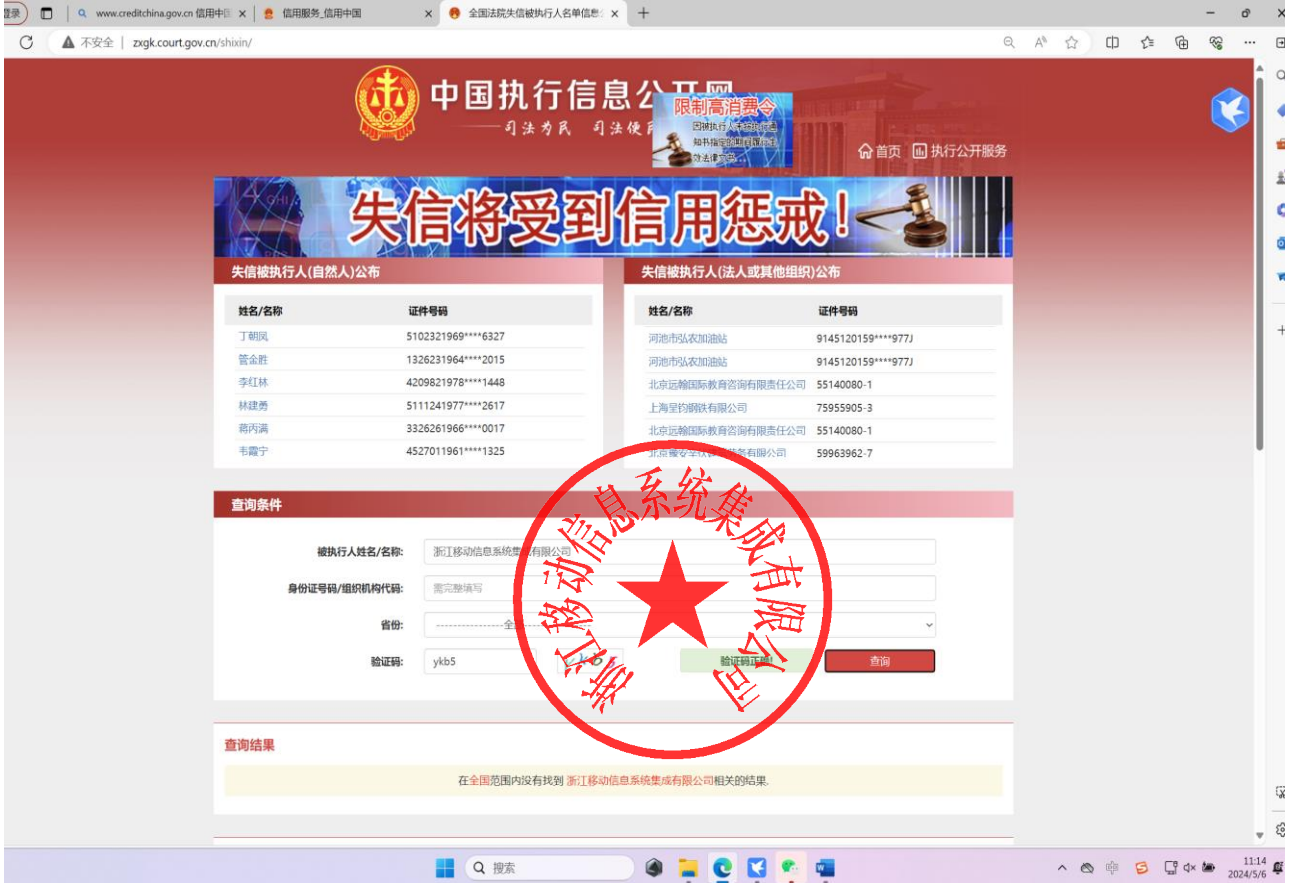 登录
www.creditchina.gov.cn 信用中国
信用服务_信用中国
全国法院失信被执行人名单信息
不安全 | zxgk.court.gov.cn/shixin/
中国执行信息公开网
司法为民 司法便民
限制高消费令
首页 执行公开服务
失信将受到信用惩戒!
失信被执行人(自然人)公布
姓名/名称 证件号码
丁朝凤 5102321969****6327
管金胜 1326231964****2015
李红林 4209821978****1448
林建勇 5111241977****2617
蒋丙满 3326261966****0017
韦霞宁 4527011961****1325
失信被执行人(法人或其他组织)公布
姓名/名称 证件号码
河池市弘农加油站 9145120159****977J
河池市弘农加油站 9145120159****977J
北京远翰国际教育咨询有限责任公司 55140080-1
上海呈钧钢铁有限公司 75955905-3
北京远翰国际教育咨询有限责任公司 55140080-1
59963962-7
查询条件
被执行人姓名/名称: 浙江移动信息系统集成有限公司
身份证号码/组织机构代码: 需完整填写
省份: ----------------全国----------------
验证码: ykb5 验证码正确! 查询
浙江移动信息系统集成有限公司
查询结果
在全国范围内没有找到 浙江移动信息系统集成有限公司相关的结果.
搜索
中
11:14
2024/5/6